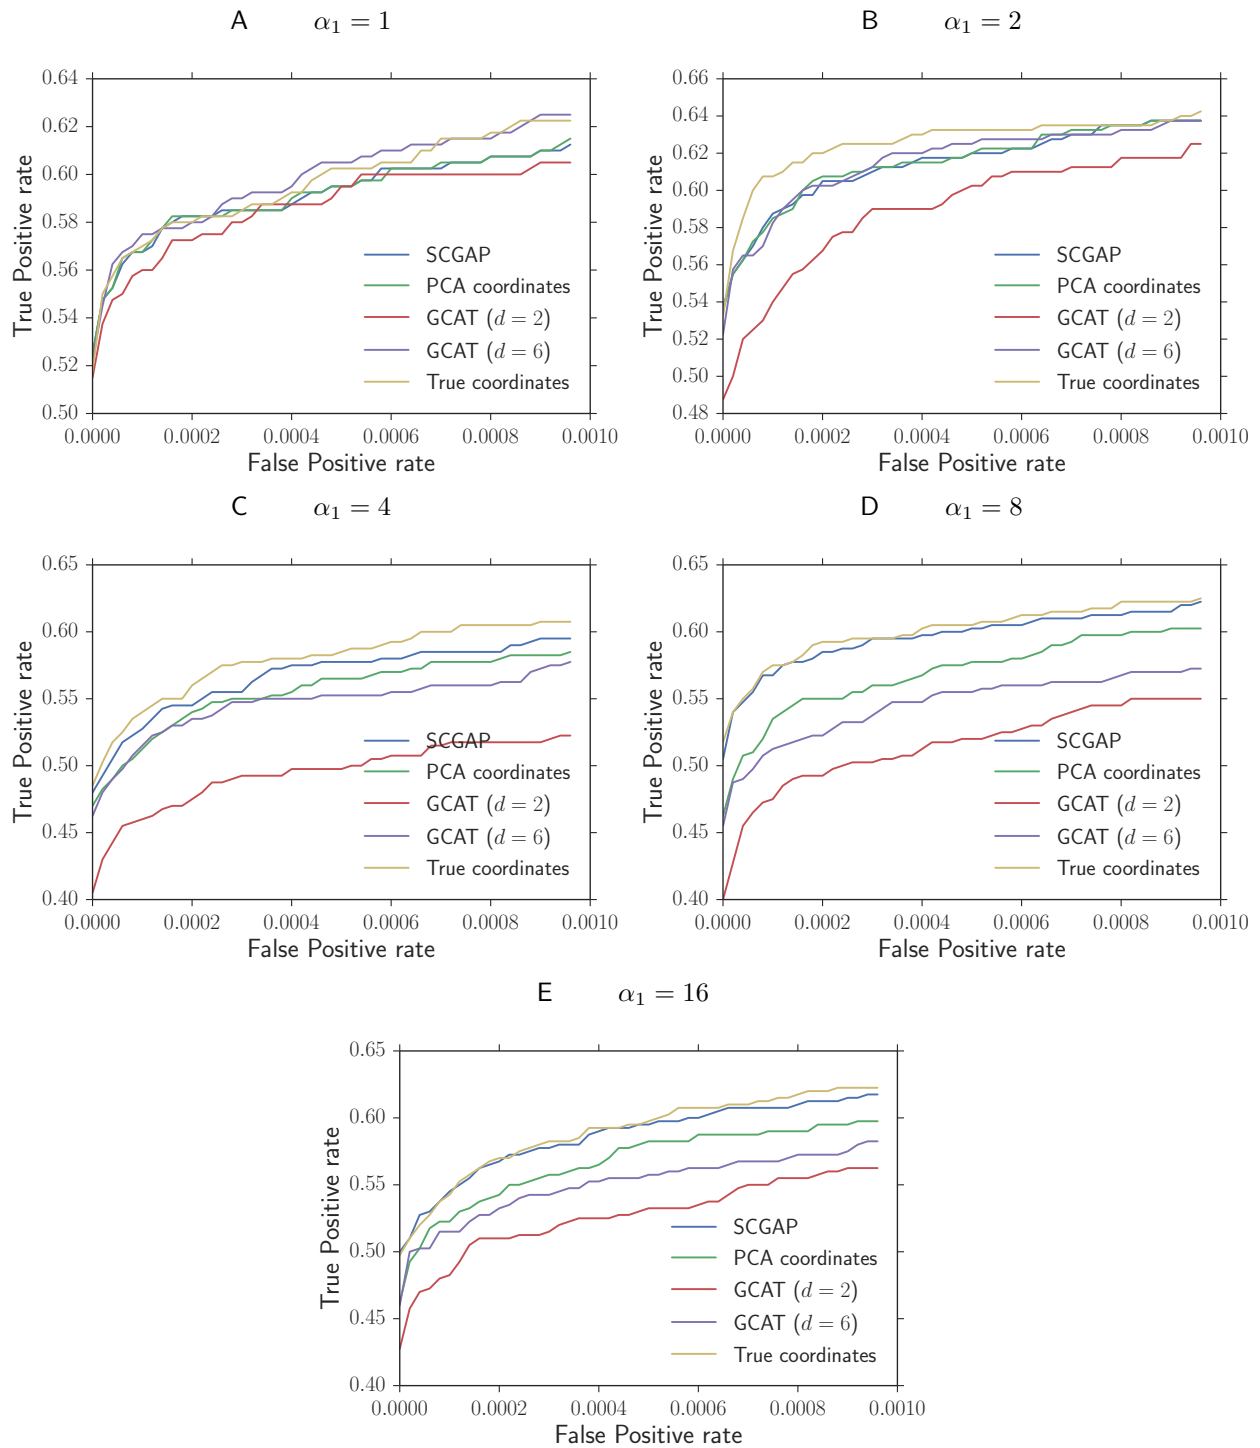 A α₁ = 1
B α₁ = 2
0.64
0.62
0.60
0.58
0.56
0.54
0.52
0.50
True Positive rate
SCGAP
PCA coordinates
GCAT (d = 2)
GCAT (d = 6)
True coordinates
0.0000 0.0002 0.0004 0.0006 0.0008 0.0010
False Positive rate
0.66
0.64
0.62
0.60
0.58
0.56
0.54
0.52
0.50
0.48
True Positive rate
SCGAP
PCA coordinates
GCAT (d = 2)
GCAT (d = 6)
True coordinates
0.0000 0.0002 0.0004 0.0006 0.0008 0.0010
False Positive rate
C α₁ = 4
D α₁ = 8
0.65
0.60
0.55
0.50
0.45
0.40
True Positive rate
SCGAP
PCA coordinates
GCAT (d = 2)
GCAT (d = 6)
True coordinates
0.0000 0.0002 0.0004 0.0006 0.0008 0.0010
False Positive rate
0.65
0.60
0.55
0.50
0.45
0.40
True Positive rate
SCGAP
PCA coordinates
GCAT (d = 2)
GCAT (d = 6)
True coordinates
0.0000 0.0002 0.0004 0.0006 0.0008 0.0010
False Positive rate
E α₁ = 16
0.65
0.60
0.55
0.50
0.45
0.40
True Positive rate
SCGAP
PCA coordinates
GCAT (d = 2)
GCAT (d = 6)
True coordinates
0.0000 0.0002 0.0004 0.0006 0.0008 0.0010
False Positive rate